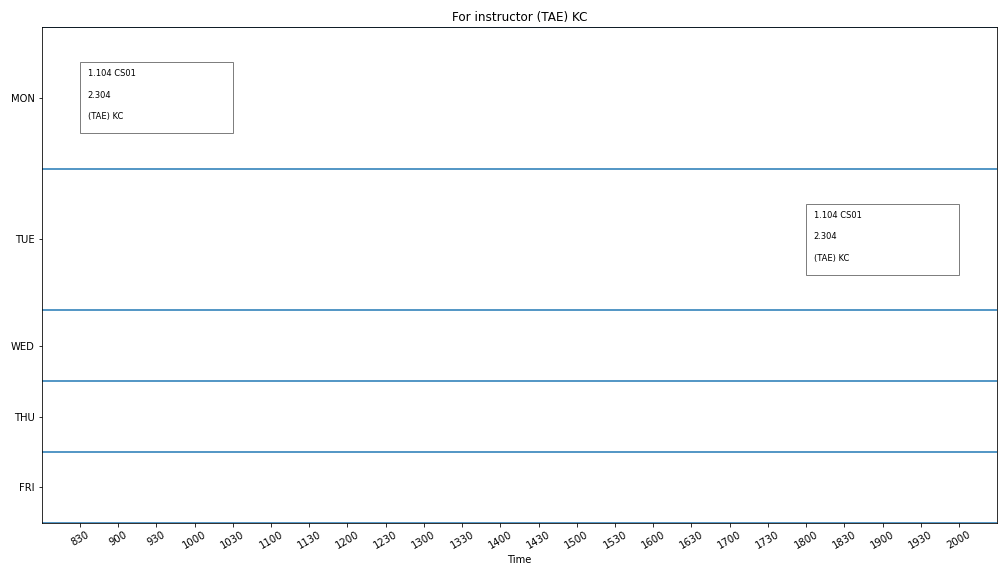 For instructor (TAE) KC
MON
1.104 CS01
2.304
(TAE) KC
TUE
1.104 CS01
2.304
(TAE) KC
WED
THU
FRI
830 900 930 1000 1030 1100 1130 1200 1230 1300 1330 1400 1430 1500 1530 1600 1630 1700 1730 1800 1830 1900 1930 2000
Time